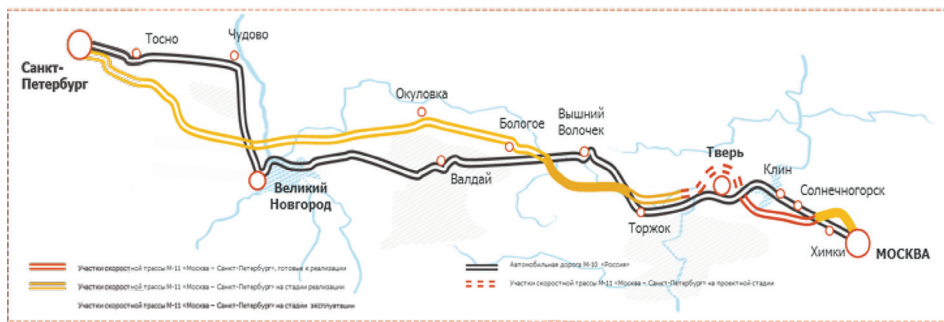 Санкт-
Петербург
Тосно
Чудово
Великий
Новгород
Окуловка
Валдай
Бологое
Вышний
Волочек
Торжок
Тверь
Клин
Солнечногорск
Химки
МОСКВА
Участки скоростной трассы М-11 «Москва – Санкт-Петербург», готовые к реализации
Участки скоростной трассы М-11 «Москва – Санкт-Петербург» на стадии реализации
Участки скоростной трассы М-11 «Москва – Санкт-Петербург» на стадии эксплуатации
Автомобильная дорога М-10 «Россия»
Участки скоростной трассы М-11 «Москва – Санкт-Петербург» на проектной стадии